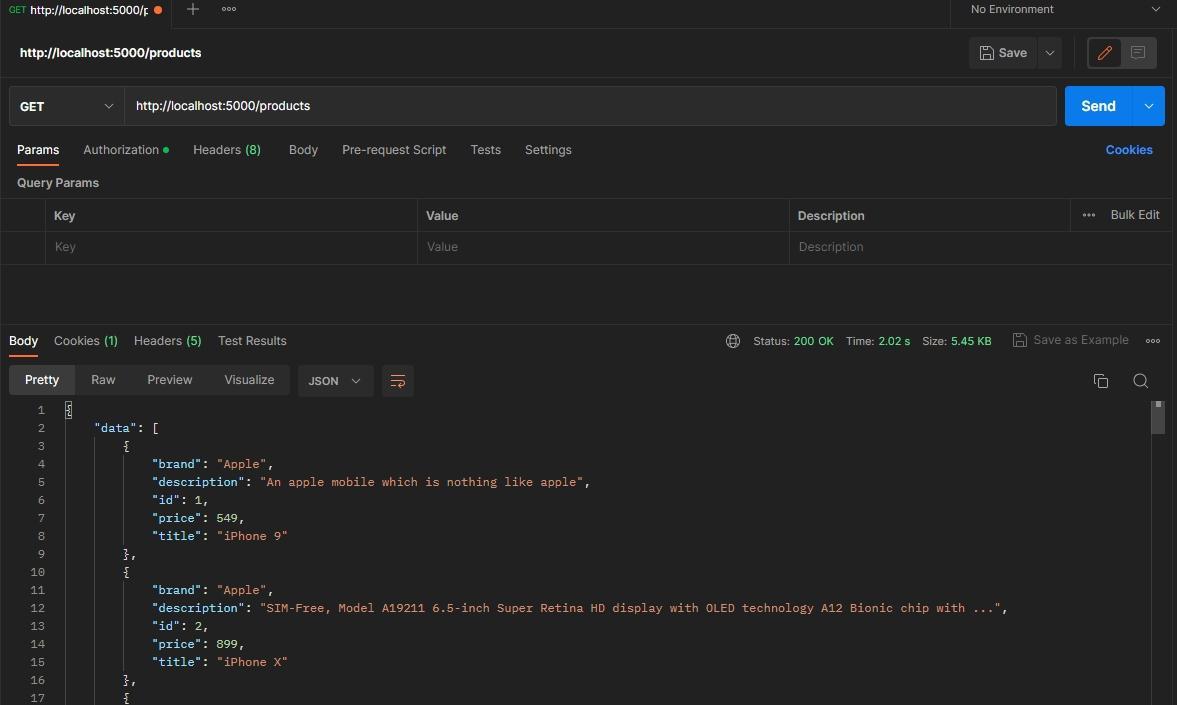 GET http://localhost:5000/p
No Environment
http://localhost:5000/products
Save
GET http://localhost:5000/products Send
Params Authorization Headers (8) Body Pre-request Script Tests Settings Cookies
Query Params
Key Value Description Bulk Edit
Key Value Description
Body Cookies (1) Headers (5) Test Results Status: 200 OK Time: 2.02 s Size: 5.45 KB Save as Example
Pretty Raw Preview Visualize JSON
1 {
2 "data": [
3 {
4 "brand": "Apple",
5 "description": "An apple mobile which is nothing like apple",
6 "id": 1,
7 "price": 549,
8 "title": "iPhone 9"
9 },
10 {
11 "brand": "Apple",
12 "description": "SIM-Free, Model A19211 6.5-inch Super Retina HD display with OLED technology A12 Bionic chip with ...",
13 "id": 2,
14 "price": 899,
15 "title": "iPhone X"
16 },
17 {